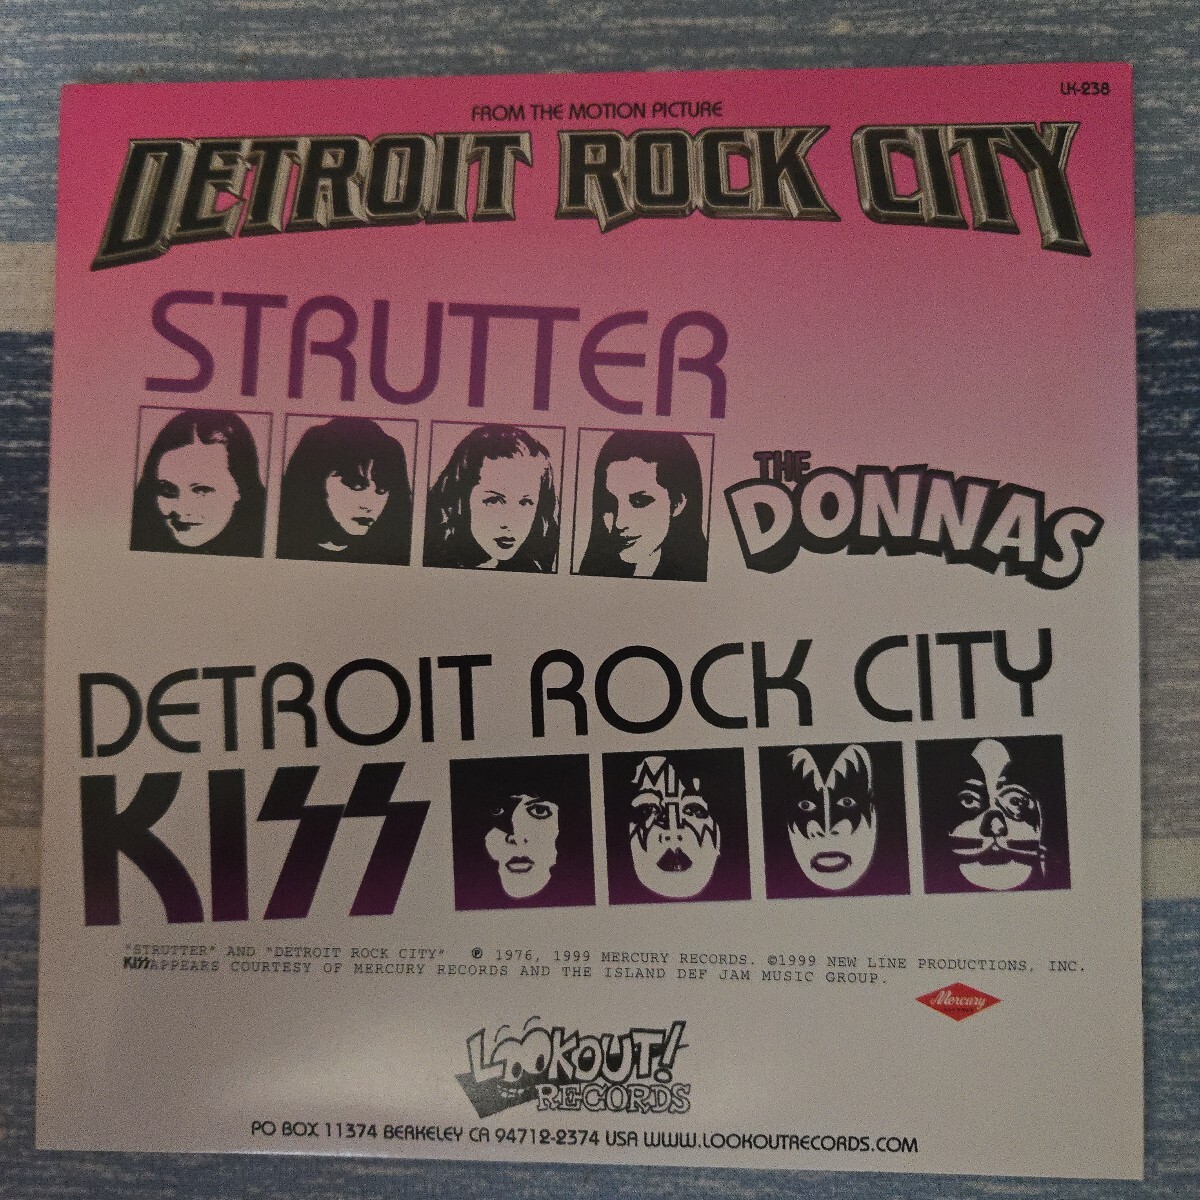 LK-238
FROM THE MOTION PICTURE
DETROIT ROCK CITY
STRUTTER
THE
DONNAS
DETROIT ROCK CITY
KISS
"STRUTTER" AND "DETROIT ROCK CITY" ℗ 1976, 1999 MERCURY RECORDS. ©1999 NEW LINE PRODUCTIONS, INC.
KISS APPEARS COURTESY OF MERCURY RECORDS AND THE ISLAND DEF JAM MUSIC GROUP.
Mercury
LOOKOUT!
RECORDS
PO BOX 11374 BERKELEY CA 94712-2374 USA WWW.LOOKOUTRECORDS.COM